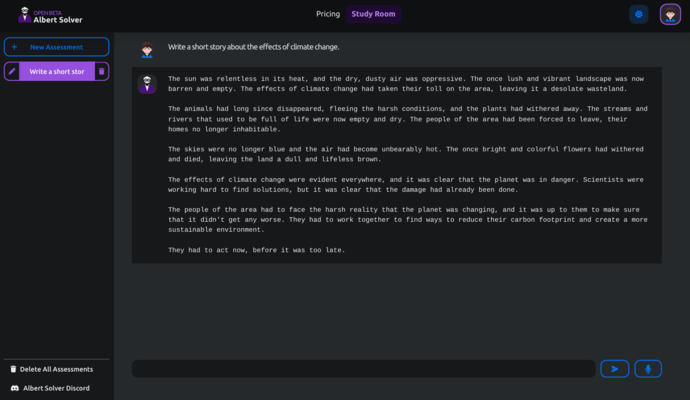 OPEN BETA
Albert Solver
Pricing
Study Room
+ New Assessment
Write a short stor
Write a short story about the effects of climate change.
The sun was relentless in its heat, and the dry, dusty air was oppressive. The once lush and vibrant landscape was now
barren and empty. The effects of climate change had taken their toll on the area, leaving it a desolate wasteland.
The animals had long since disappeared, fleeing the harsh conditions, and the plants had withered away. The streams and
rivers that used to be full of life were now empty and dry. The people of the area had been forced to leave, their
homes no longer inhabitable.
The skies were no longer blue and the air had become unbearably hot. The once bright and colorful flowers had withered
and died, leaving the land a dull and lifeless brown.
The effects of climate change were evident everywhere, and it was clear that the planet was in danger. Scientists were
working hard to find solutions, but it was clear that the damage had already been done.
The people of the area had to face the harsh reality that the planet was changing, and it was up to them to make sure
that it didn't get any worse. They had to work together to find ways to reduce their carbon footprint and create a more
sustainable environment.
They had to act now, before it was too late.
Delete All Assessments
Albert Solver Discord